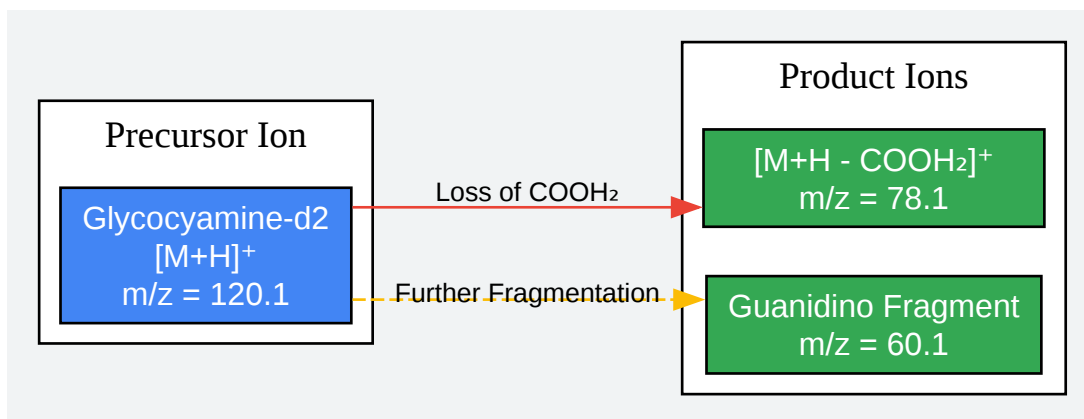 Precursor Ion
Glycocyamine-d2
[M+H]⁺
m/z = 120.1
Loss of COOH₂
Further Fragmentation
Product Ions
[M+H - COOH₂]⁺
m/z = 78.1
Guanidino Fragment
m/z = 60.1